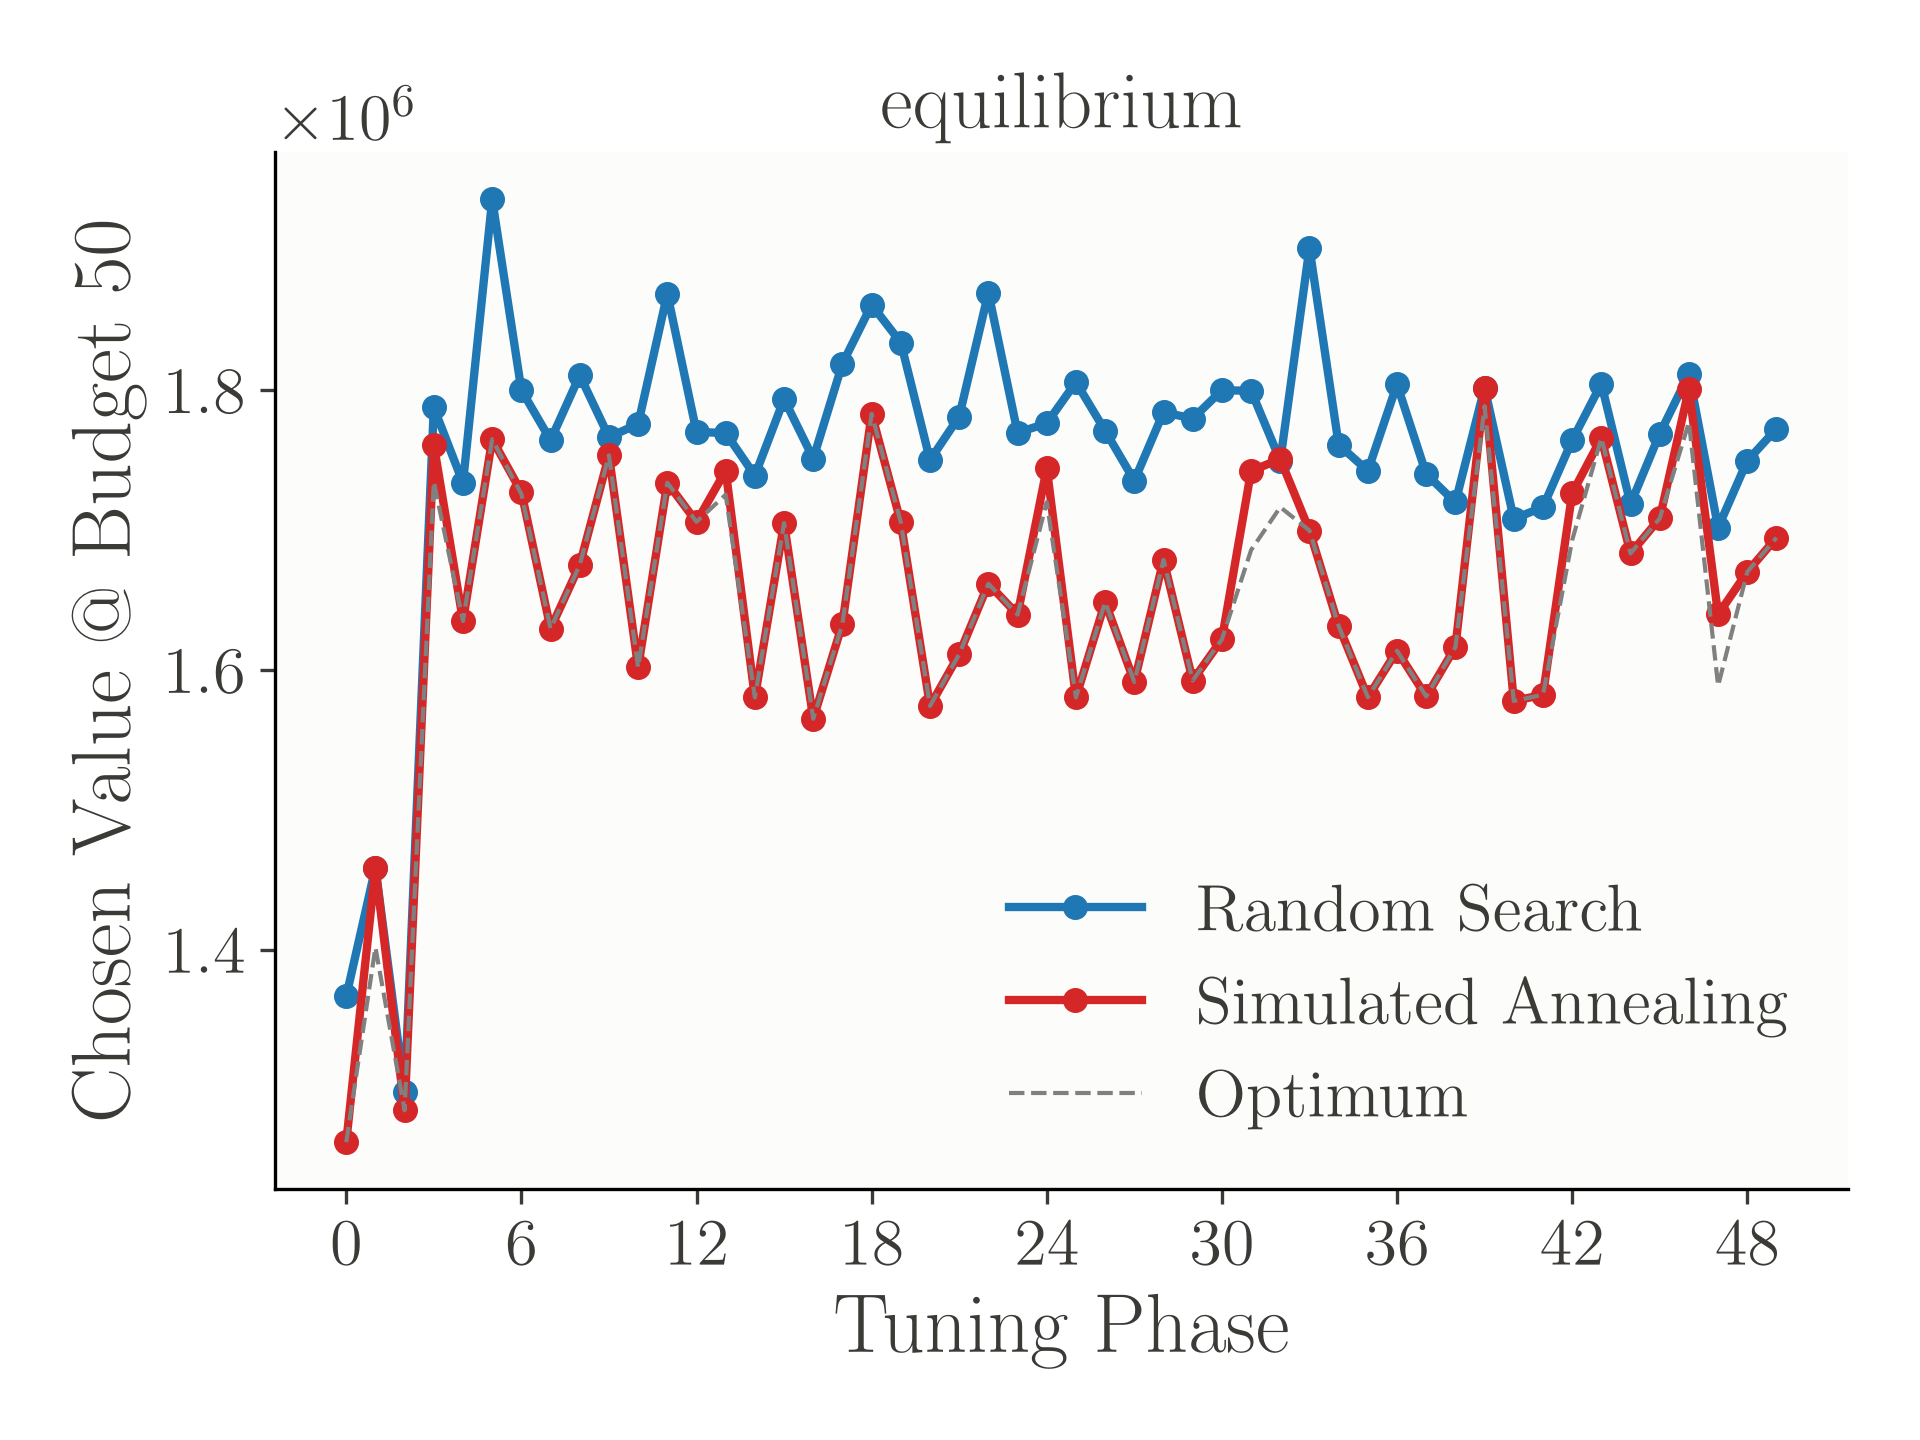 equilibrium
×10⁶
Chosen Value @ Budget 50
1.8
1.6
1.4
Random Search
Simulated Annealing
Optimum
0 6 12 18 24 30 36 42 48
Tuning Phase